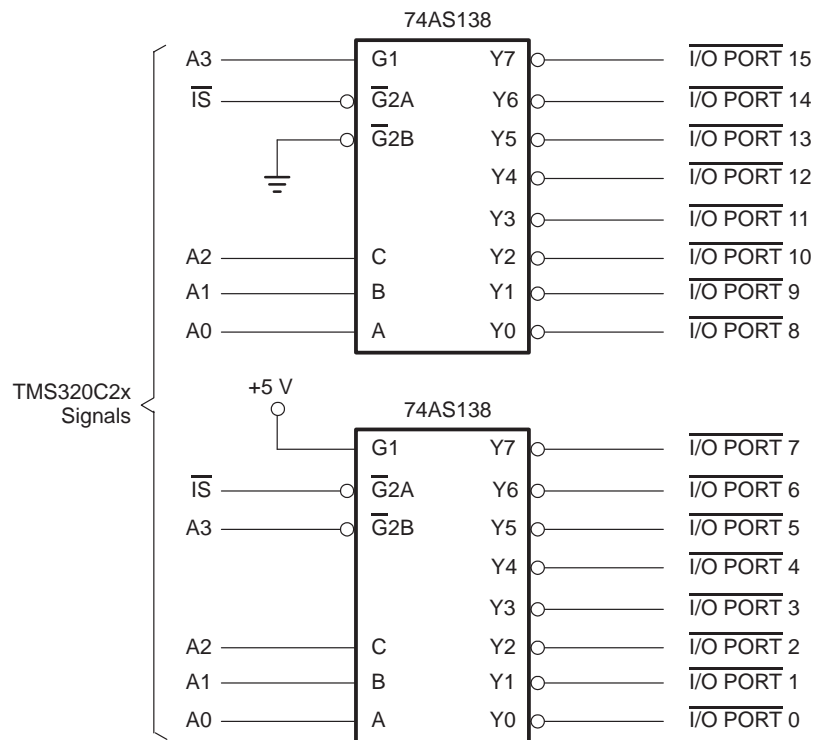 74AS138
A3 G1 Y7 I/O PORT 15
IS G2A Y6 I/O PORT 14
G2B Y5 I/O PORT 13
Y4 I/O PORT 12
Y3 I/O PORT 11
A2 C Y2 I/O PORT 10
A1 B Y1 I/O PORT 9
A0 A Y0 I/O PORT 8
TMS320C2x
Signals
+5 V
74AS138
G1 Y7 I/O PORT 7
IS G2A Y6 I/O PORT 6
A3 G2B Y5 I/O PORT 5
Y4 I/O PORT 4
Y3 I/O PORT 3
A2 C Y2 I/O PORT 2
A1 B Y1 I/O PORT 1
A0 A Y0 I/O PORT 0